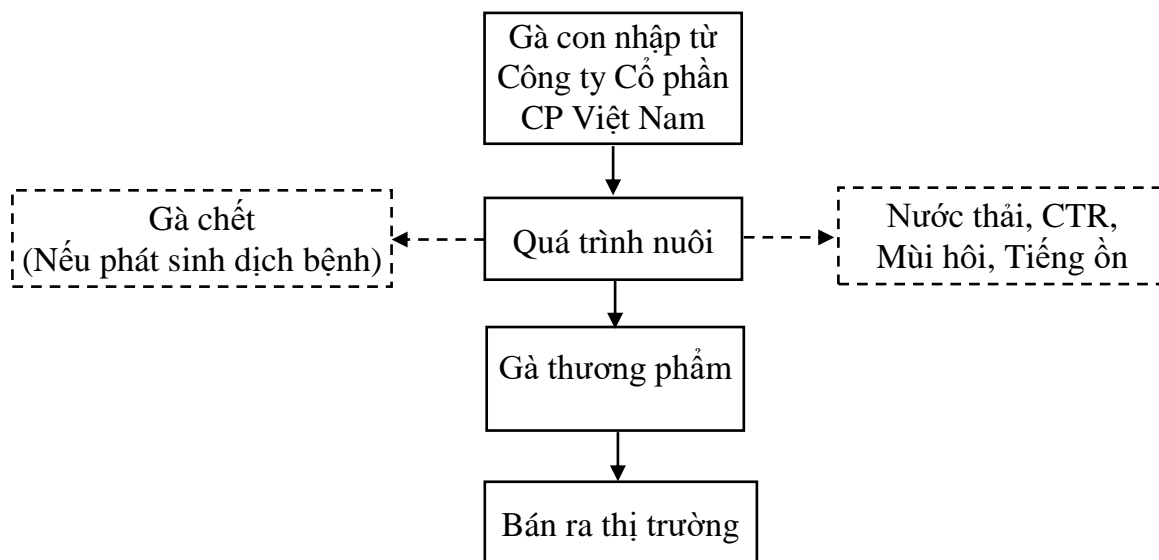 Gà con nhập từ
Công ty Cổ phần
CP Việt Nam
Gà chết
(Nếu phát sinh dịch bệnh)
Quá trình nuôi
Nước thải, CTR,
Mùi hôi, Tiếng ồn
Gà thương phẩm
Bán ra thị trường